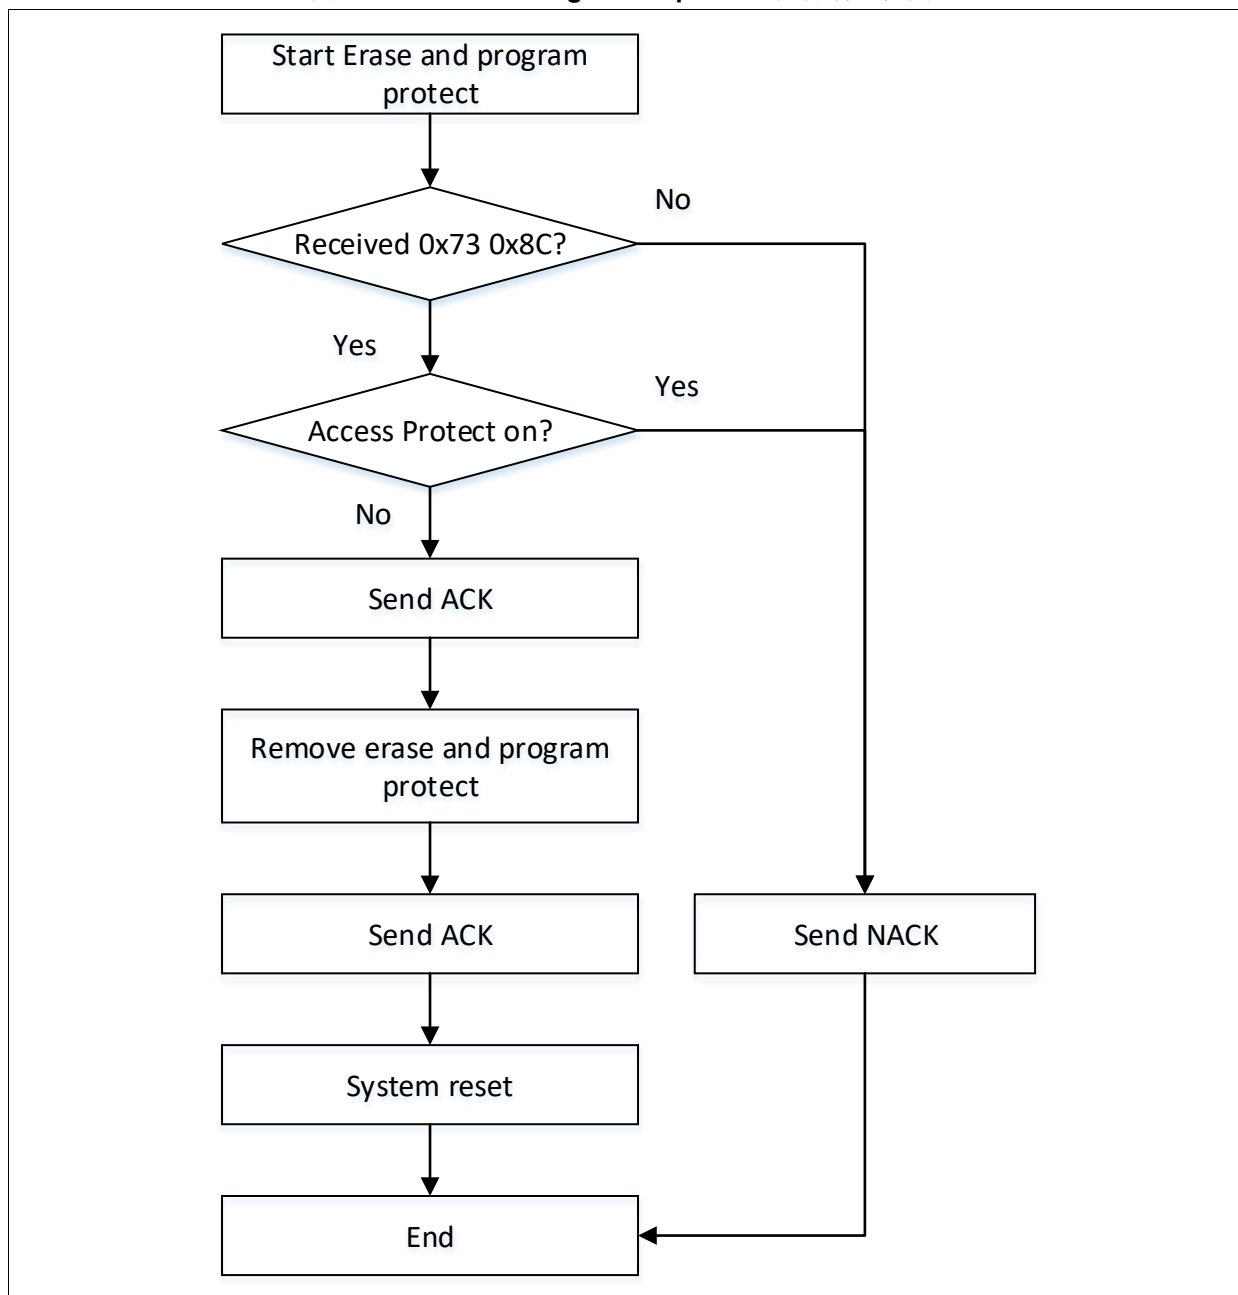 Start Erase and program
protect
No
Received 0x73 0x8C?
Yes
Yes
Access Protect on?
No
Send ACK
Remove erase and program
protect
Send ACK
Send NACK
System reset
End